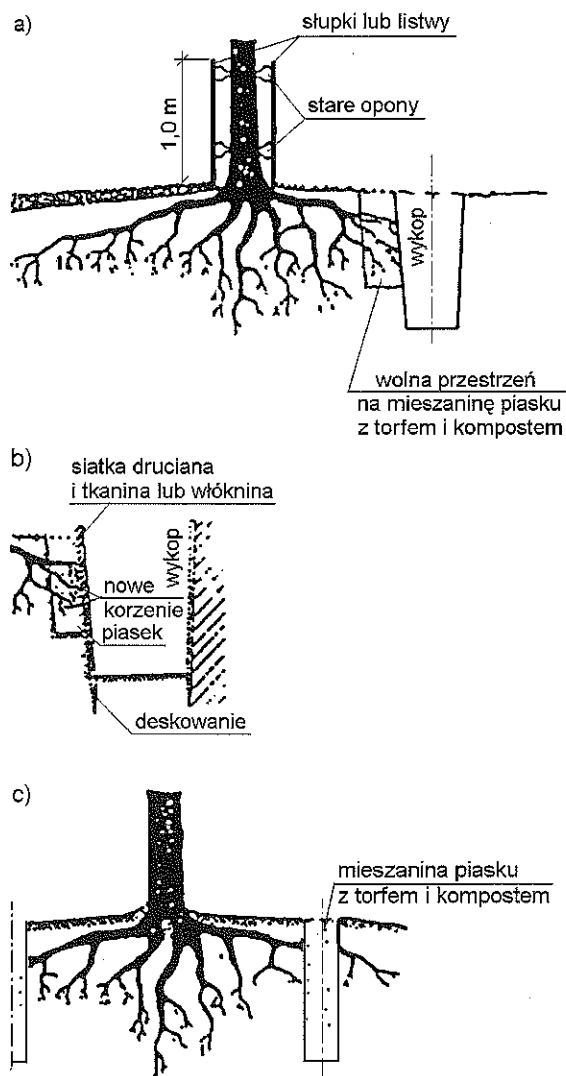 a)
słupki lub listwy
1,0 m
stare opony
wykop
wolna przestrzeń
na mieszaninę piasku
z torfem i kompostem
b)
siatka druciana
i tkanina lub włóknina
wykop
nowe
korzenie
piasek
deskowanie
c)
mieszanina piasku
z torfem i kompostem